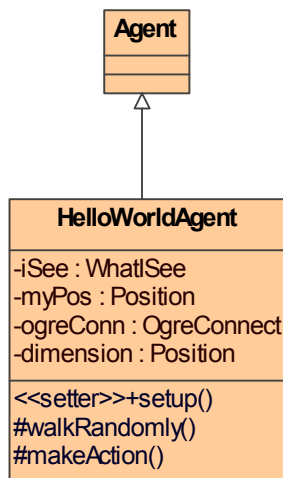 Agent
HelloWorldAgent
-iSee : WhatISee
-myPos : Position
-ogreConn : OgreConnect
-dimension : Position
<<setter>>+setup()
#walkRandomly()
#makeAction()